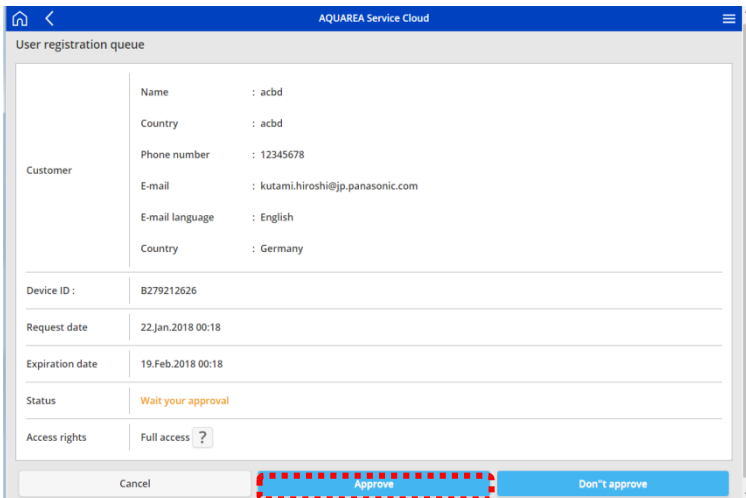 AQUAREA Service Cloud
User registration queue
Customer
Name : acbd
Country : acbd
Phone number : 12345678
E-mail : kutami.hiroshi@jp.panasonic.com
E-mail language : English
Country : Germany
Device ID : B279212626
Request date 22.Jan.2018 00:18
Expiration date 19.Feb.2018 00:18
Status Wait your approval
Access rights Full access ?
Cancel Approve Don"t approve